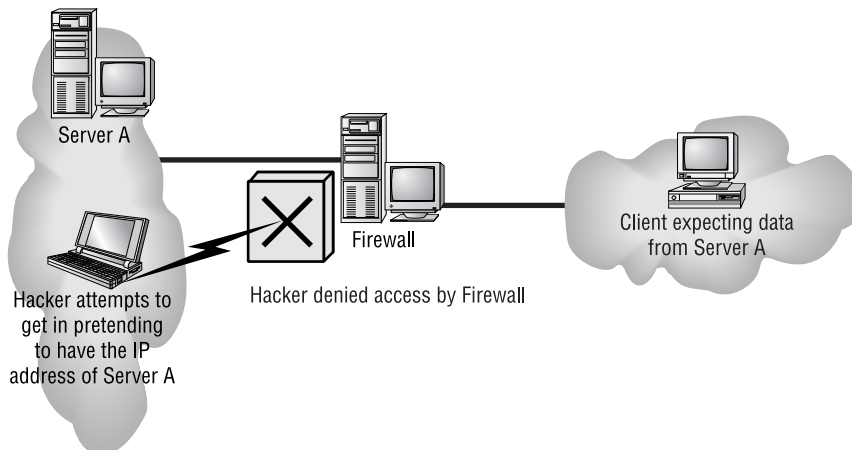 Server A
Firewall
Client expecting data
from Server A
Hacker attempts to
get in pretending
to have the IP
address of Server A
Hacker denied access by Firewall